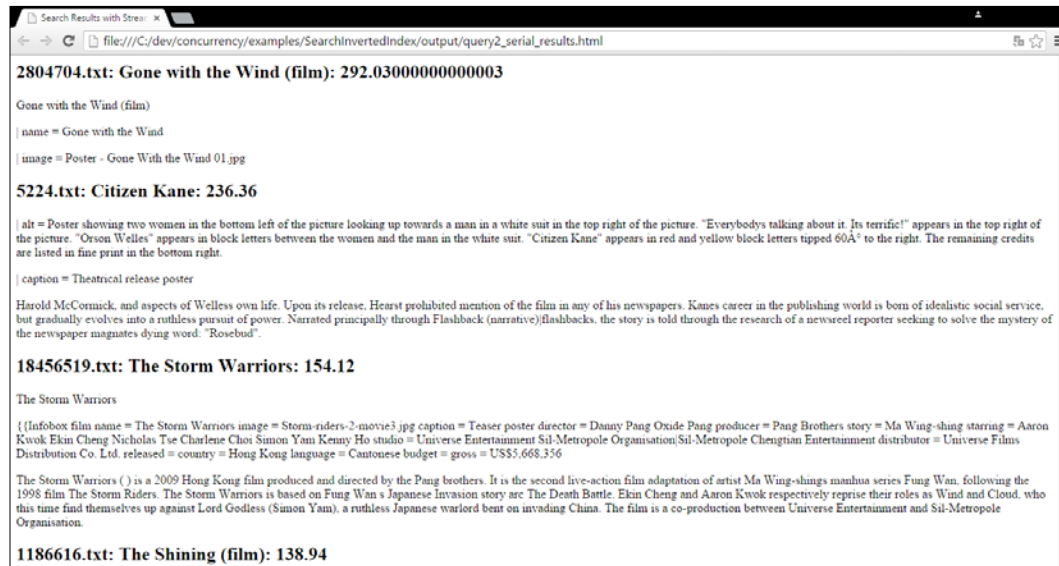 Search Results with Strear
file:///C:/dev/concurrency/examples/SearchInvertedIndex/output/query2_serial_results.html
2804704.txt: Gone with the Wind (film): 292.03000000000003
Gone with the Wind (film)
| name = Gone with the Wind
| image = Poster - Gone With the Wind 01.jpg
5224.txt: Citizen Kane: 236.36
| alt = Poster showing two women in the bottom left of the picture looking up towards a man in a white suit in the top right of the picture. "Everybodys talking about it. Its terrific!" appears in the top right of
the picture. "Orson Welles" appears in block letters between the women and the man in the white suit. "Citizen Kane" appears in red and yellow block letters tipped 60Â° to the right. The remaining credits
are listed in fine print in the bottom right.
| caption = Theatrical release poster
Harold McCormick, and aspects of Welless own life. Upon its release, Hearst prohibited mention of the film in any of his newspapers. Kanes career in the publishing world is born of idealistic social service,
but gradually evolves into a ruthless pursuit of power. Narrated principally through Flashback (narrative)|flashbacks, the story is told through the research of a newsreel reporter seeking to solve the mystery of
the newspaper magnates dying word: "Rosebud".
18456519.txt: The Storm Warriors: 154.12
The Storm Warriors
{{Infobox film name = The Storm Warriors image = Storm-riders-2-movie3.jpg caption = Teaser poster director = Danny Pang Oxide Pang producer = Pang Brothers story = Ma Wing-shing starring = Aaron
Kwok Ekin Cheng Nicholas Tse Charlene Choi Simon Yam Kenny Ho studio = Universe Entertainment Sil-Metropole Organisation|Sil-Metropole Chengtian Entertainment distributor = Universe Films
Distribution Co. Ltd. released = country = Hong Kong language = Cantonese budget = gross = US$5,668,356
The Storm Warriors ( ) is a 2009 Hong Kong film produced and directed by the Pang brothers. It is the second live-action film adaptation of artist Ma Wing-shings manhua series Fung Wan, following the
1998 film The Storm Riders. The Storm Warriors is based on Fung Wan s Japanese Invasion story arc The Death Battle. Ekin Cheng and Aaron Kwok respectively reprise their roles as Wind and Cloud, who
this time find themselves up against Lord Godless (Simon Yam), a ruthless Japanese warlord bent on invading China. The film is a co-production between Universe Entertainment and Sil-Metropole
Organisation.
1186616.txt: The Shining (film): 138.94